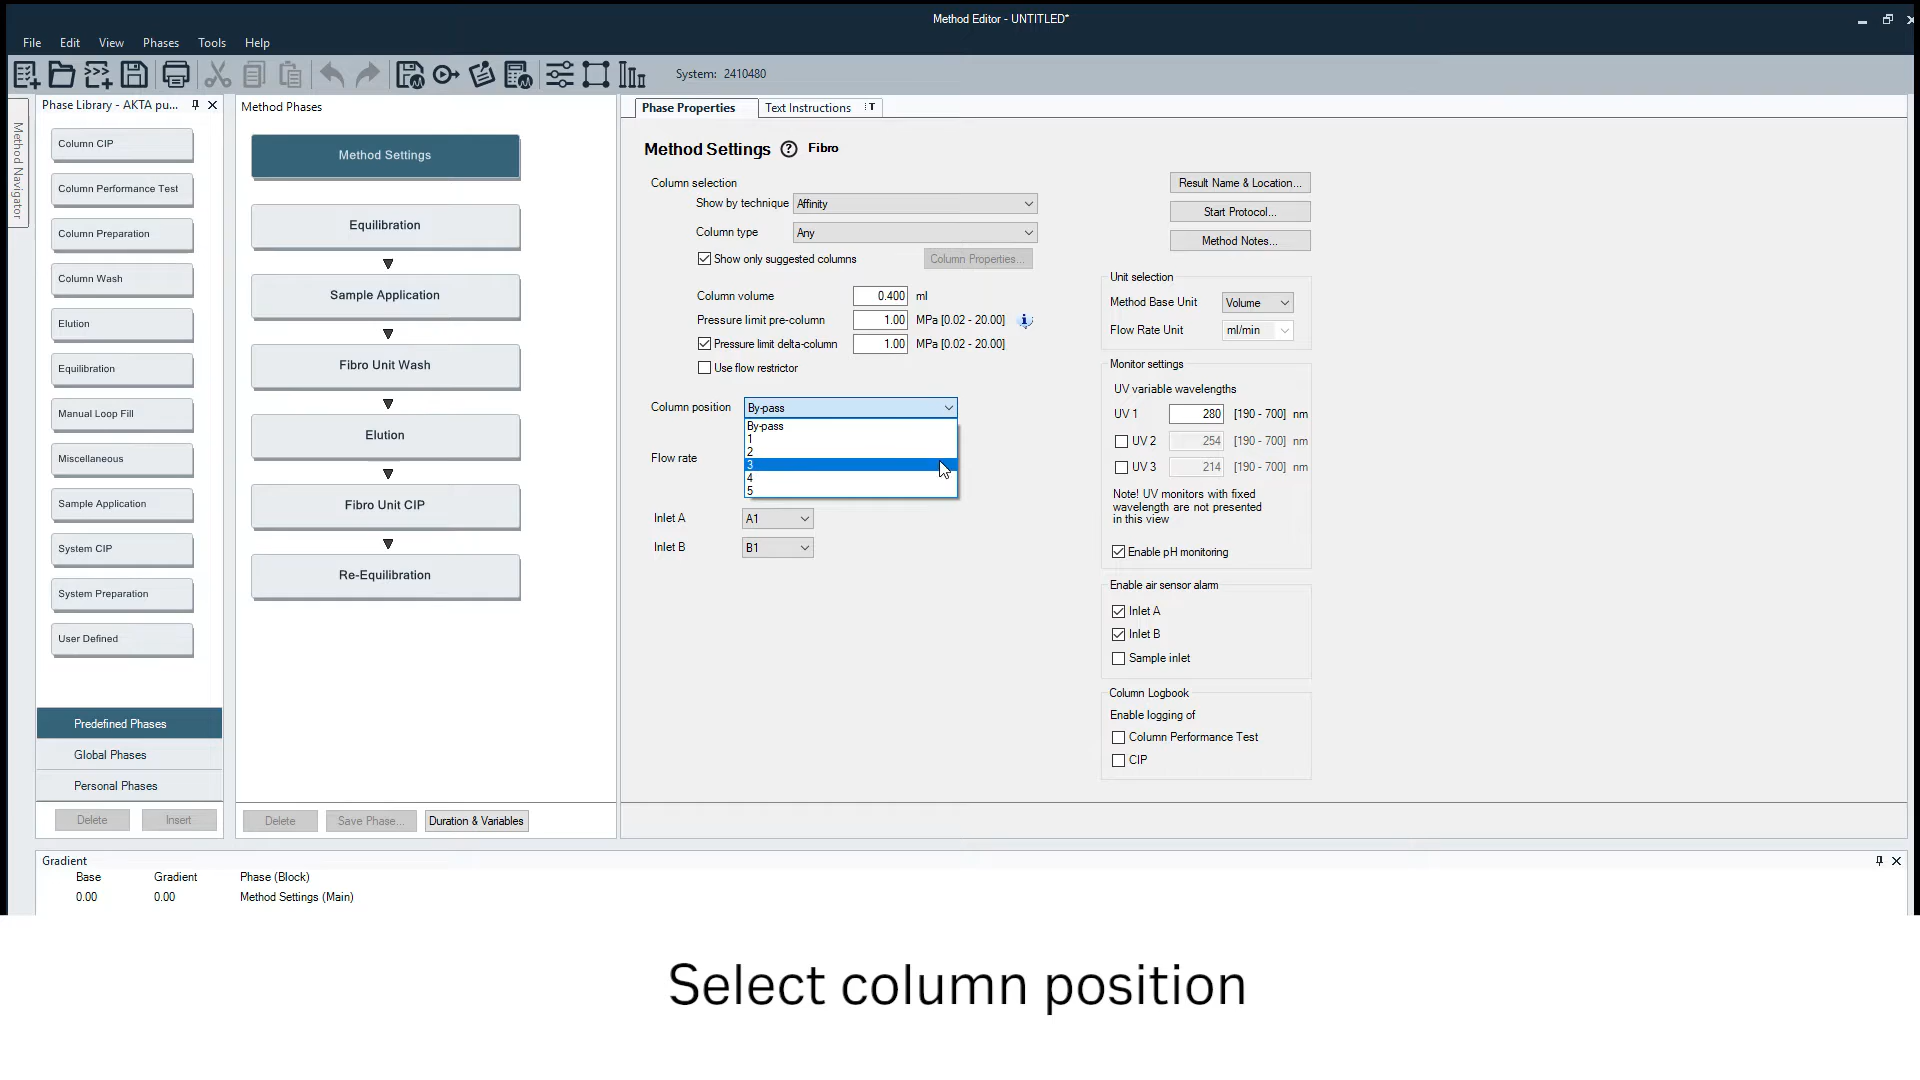 Method Editor - UNTITLED*
File Edit View Phases Tools Help
System: 2410480
Method Navigator
Phase Library - AKTA pu...
Column CIP
Column Performance Test
Column Preparation
Column Wash
Elution
Equilibration
Manual Loop Fill
Miscellaneous
Sample Application
System CIP
System Preparation
User Defined
Predefined Phases
Global Phases
Personal Phases
Delete Insert
Method Phases
Method Settings
Equilibration
Sample Application
Fibro Unit Wash
Elution
Fibro Unit CIP
Re-Equilibration
Delete Save Phase... Duration & Variables
Phase Properties Text Instructions T
Method Settings ? Fibro
Column selection
Show by technique Affinity
Column type Any
Show only suggested columns Column Properties...
Column volume 0.400 ml
Pressure limit pre-column 1.00 MPa [0.02 - 20.00]
Pressure limit delta-column 1.00 MPa [0.02 - 20.00]
Use flow restrictor
Column position By-pass
By-pass
1
2
3
4
5
Flow rate
Inlet A A1
Inlet B B1
Result Name & Location...
Start Protocol...
Method Notes...
Unit selection
Method Base Unit Volume
Flow Rate Unit ml/min
Monitor settings
UV variable wavelengths
UV 1 280 [190 - 700] nm
UV 2 254 [190 - 700] nm
UV 3 214 [190 - 700] nm
Note! UV monitors with fixed
wavelength are not presented
in this view
Enable pH monitoring
Enable air sensor alarm
Inlet A
Inlet B
Sample inlet
Column Logbook
Enable logging of
Column Performance Test
CIP
Gradient
Base Gradient Phase (Block)
0.00 0.00 Method Settings (Main)
Select column position